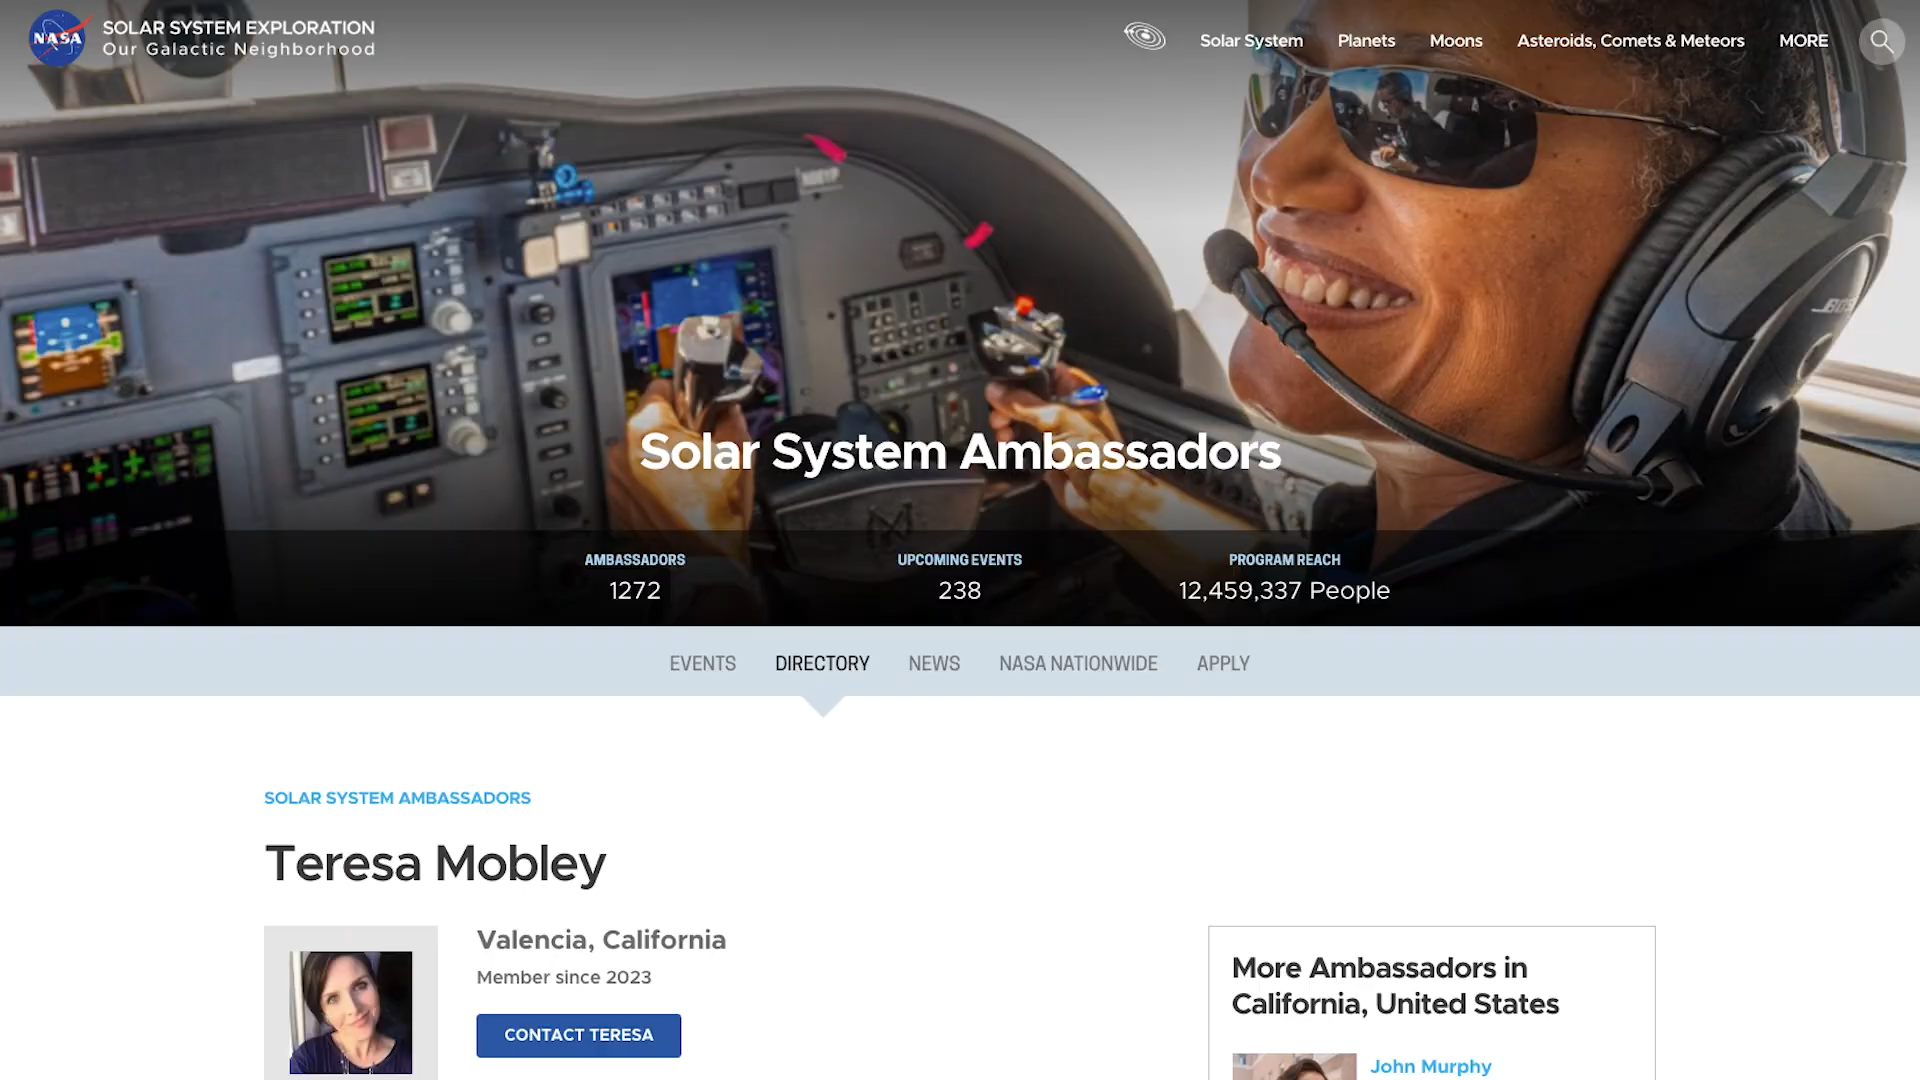 NASA
SOLAR SYSTEM EXPLORATION
Our Galactic Neighborhood
Solar System
Planets
Moons
Asteroids, Comets & Meteors
MORE
Solar System Ambassadors
AMBASSADORS
1272
UPCOMING EVENTS
238
PROGRAM REACH
12,459,337 People
EVENTS
DIRECTORY
NEWS
NASA NATIONWIDE
APPLY
SOLAR SYSTEM AMBASSADORS
Teresa Mobley
Valencia, California
Member since 2023
CONTACT TERESA
More Ambassadors in
California, United States
John Murphy